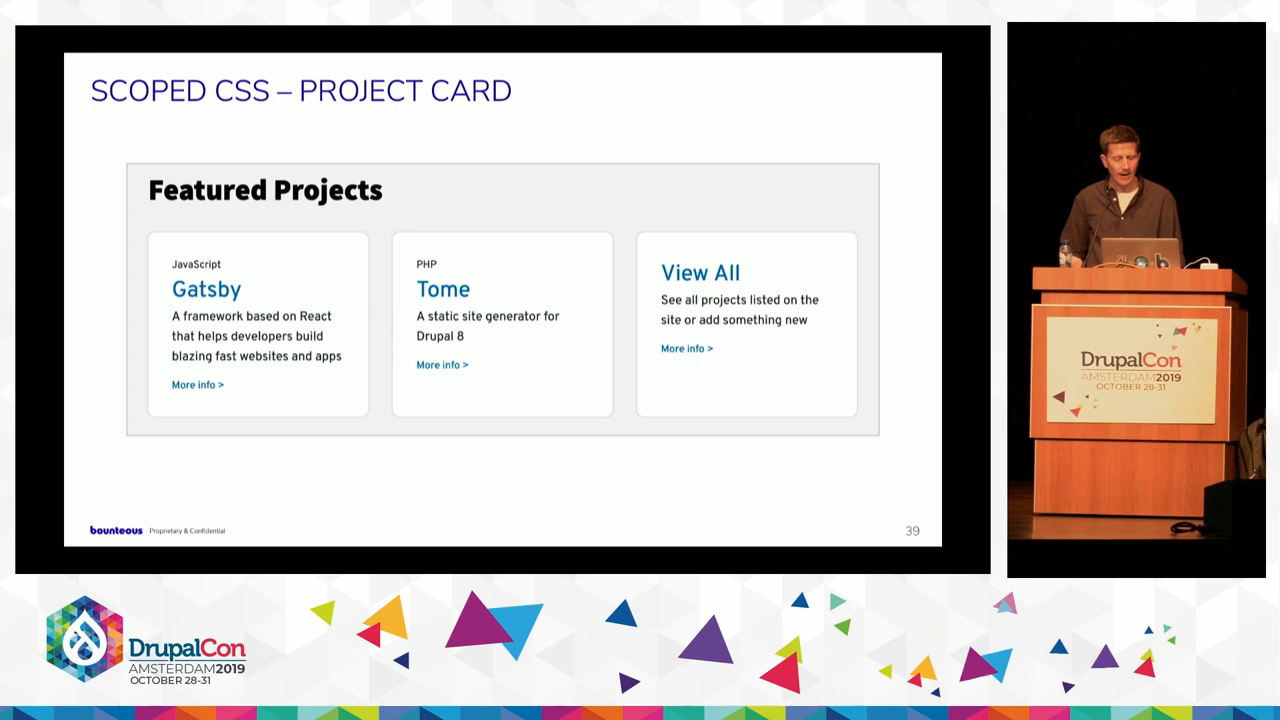 SCOPED CSS – PROJECT CARD
Featured Projects
JavaScript
Gatsby
A framework based on React
that helps developers build
blazing fast websites and apps
More info >
PHP
Tome
A static site generator for
Drupal 8
More info >
View All
See all projects listed on the
site or add something new
More info >
bounteous Proprietary & Confidential
39
DrupalCon
AMSTERDAM2019
OCTOBER 28-31
DrupalCon
AMSTERDAM2019
OCTOBER 28-31